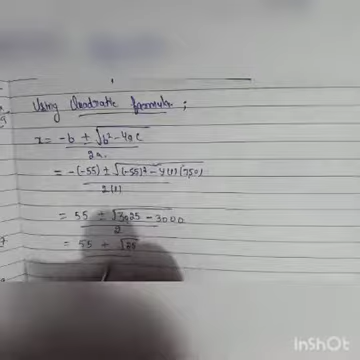 Using Quadratic formula ;
x = -b ± √b² - 4ac
2a
= -(-55) ± √(-55)² - 4(1)(750)
2(1)
= 55 ± √3025 - 3000
2
= 55 ± √25
InShOt